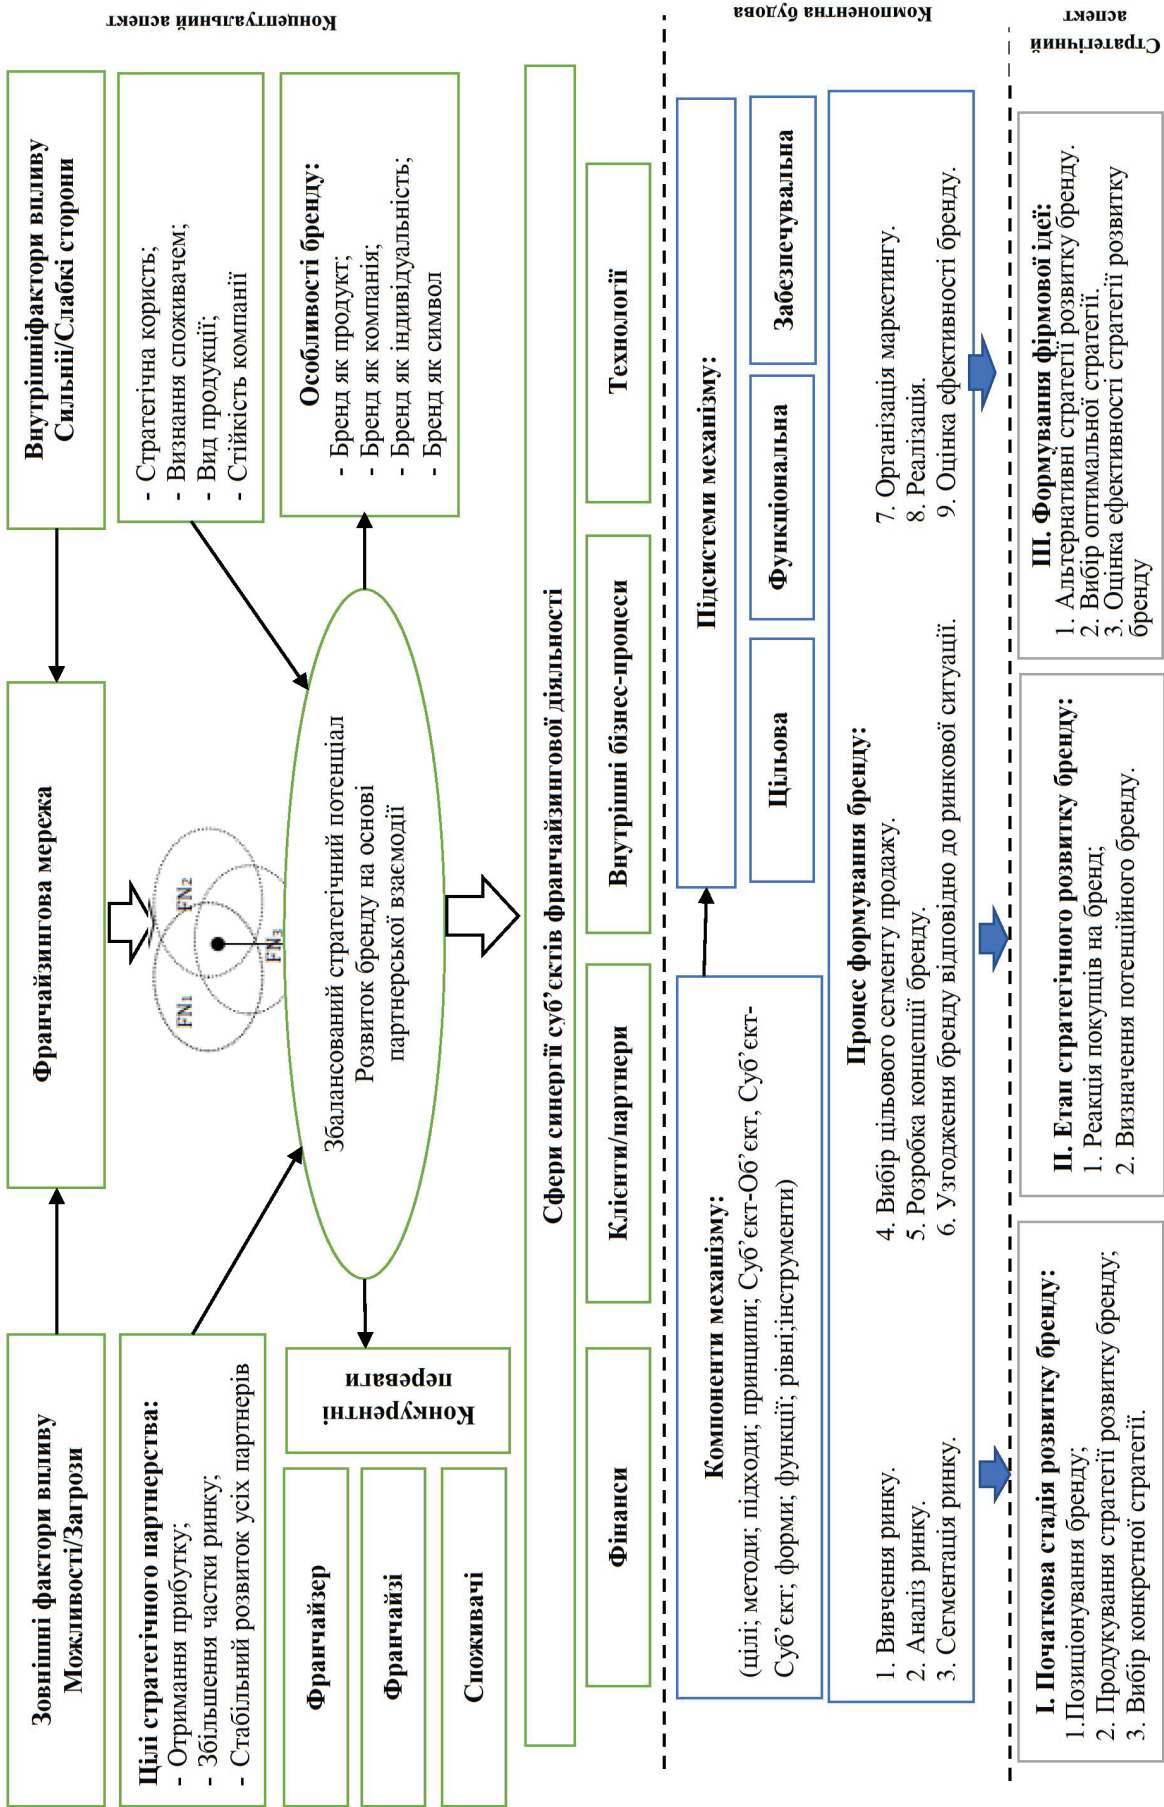 Зовнішні фактори впливу
Можливості/Загрози
Франчайзингова мережа
Внутрішніфактори впливу
Сильнії/Слабкі сторони
Концептуальний аспект
Цілі стратегічного партнерства:
- Отримання прибутку;
- Збільшення частки ринку;
- Стабільний розвиток усіх партнерів
FN1
FN2
FN3
- Стратегічна користь;
- Визнання споживачем;
- Вид продукції;
- Стійкість компанії
Франчайзер
Франчайзі
Споживачі
Конкурентні
переваги
Збалансований стратегічний потенціал
Розвиток бренду на основі
партнерської взаємодії
Особливості бренду:
- Бренд як продукт;
- Бренд як компанія;
- Бренд як індивідуальність;
- Бренд як символ
Сфери синергії суб’єктів франчайзингової діяльності
Фінанси
Клієнти/партнери
Внутрішні бізнес-процеси
Технології
Компоненти механізму:
(цілі; методи; підходи; принципи; Суб’єкт-Об’єкт, Суб’єкт-
Суб’єкт; форми; функції; рівні;інструменти)
Підсистеми механізму:
Цільова
Функціональна
Забезпечувальна
Компонентна будова
Процес формування бренду:
1. Вивчення ринку.
2. Аналіз ринку.
3. Сегментація ринку.
4. Вибір цільового сегменту продажу.
5. Розробка концепції бренду.
6. Узгодження бренду відповідно до ринкової ситуації.
7. Організація маркетингу.
8. Реалізація.
9. Оцінка ефективності бренду.
І. Початкова стадія розвитку бренду:
1.Позиціонування бренду;
2. Продукування стратегії розвитку бренду;
3. Вибір конкретної стратегії.
ІІ. Етап стратегічного розвитку бренду:
1. Реакція покупців на бренд;
2. Визначення потенційного бренду.
ІІІ. Формування фірмової ідеї:
1. Альтернативні стратегії розвитку бренду.
2. Вибір оптимальної стратегії.
3. Оцінка ефективності стратегії розвитку
бренду
Стратегічний
аспект